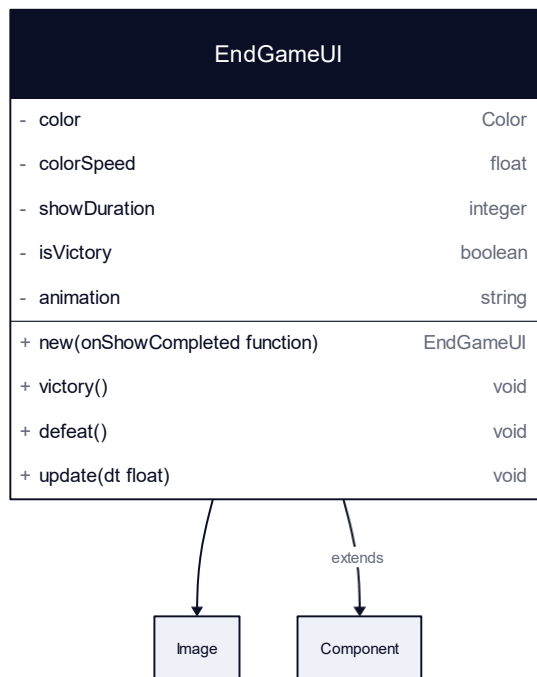 EndGameUI
- color Color
- colorSpeed float
- showDuration integer
- isVictory boolean
- animation string
+ new(onShowCompleted function) EndGameUI
+ victory() void
+ defeat() void
+ update(dt float) void
extends
Image Component